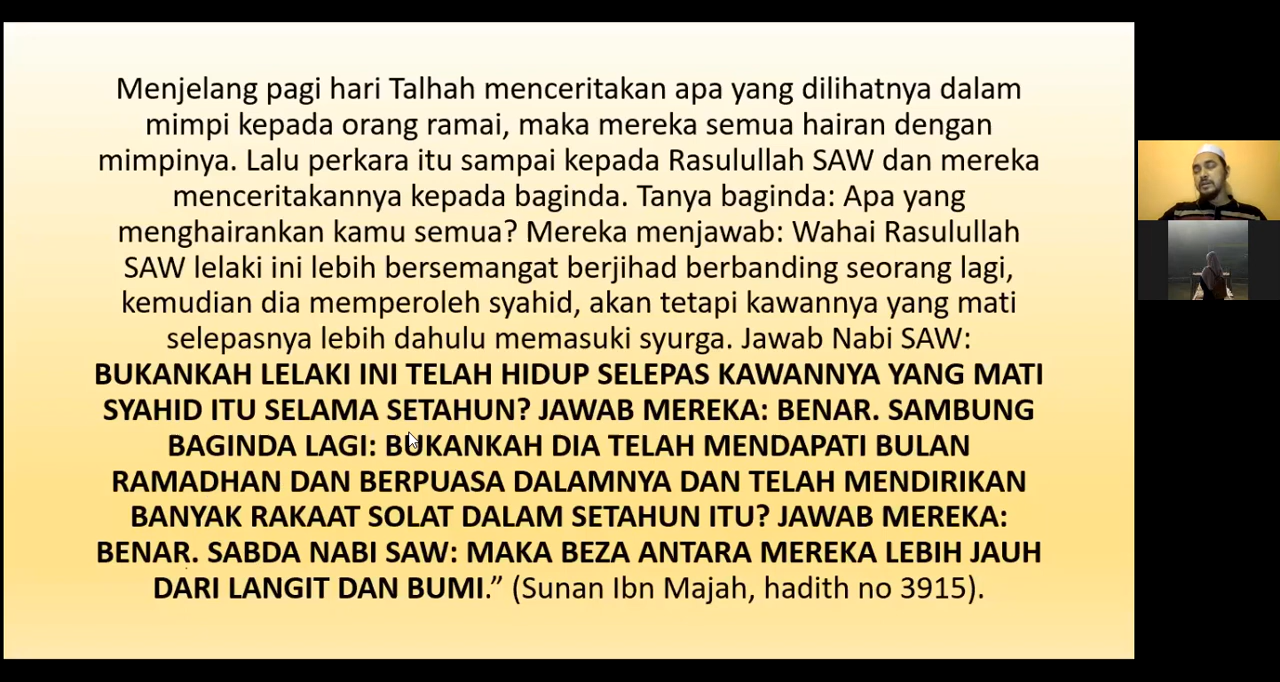 Menjelang pagi hari Talhah menceritakan apa yang dilihatnya dalam
mimpi kepada orang ramai, maka mereka semua hairan dengan
mimpinya. Lalu perkara itu sampai kepada Rasulullah SAW dan mereka
menceritakannya kepada baginda. Tanya baginda: Apa yang
menghairankan kamu semua? Mereka menjawab: Wahai Rasulullah
SAW lelaki ini lebih bersemangat berjihad berbanding seorang lagi,
kemudian dia memperoleh syahid, akan tetapi kawannya yang mati
selepasnya lebih dahulu memasuki syurga. Jawab Nabi SAW:
BUKANKAH LELAKI INI TELAH HIDUP SELEPAS KAWANNYA YANG MATI
SYAHID ITU SELAMA SETAHUN? JAWAB MEREKA: BENAR. SAMBUNG
BAGINDA LAGI: BUKANKAH DIA TELAH MENDAPATI BULAN
RAMADHAN DAN BERPUASA DALAMNYA DAN TELAH MENDIRIKAN
BANYAK RAKAAT SOLAT DALAM SETAHUN ITU? JAWAB MEREKA:
BENAR. SABDA NABI SAW: MAKA BEZA ANTARA MEREKA LEBIH JAUH
DARI LANGIT DAN BUMI.” (Sunan Ibn Majah, hadith no 3915).